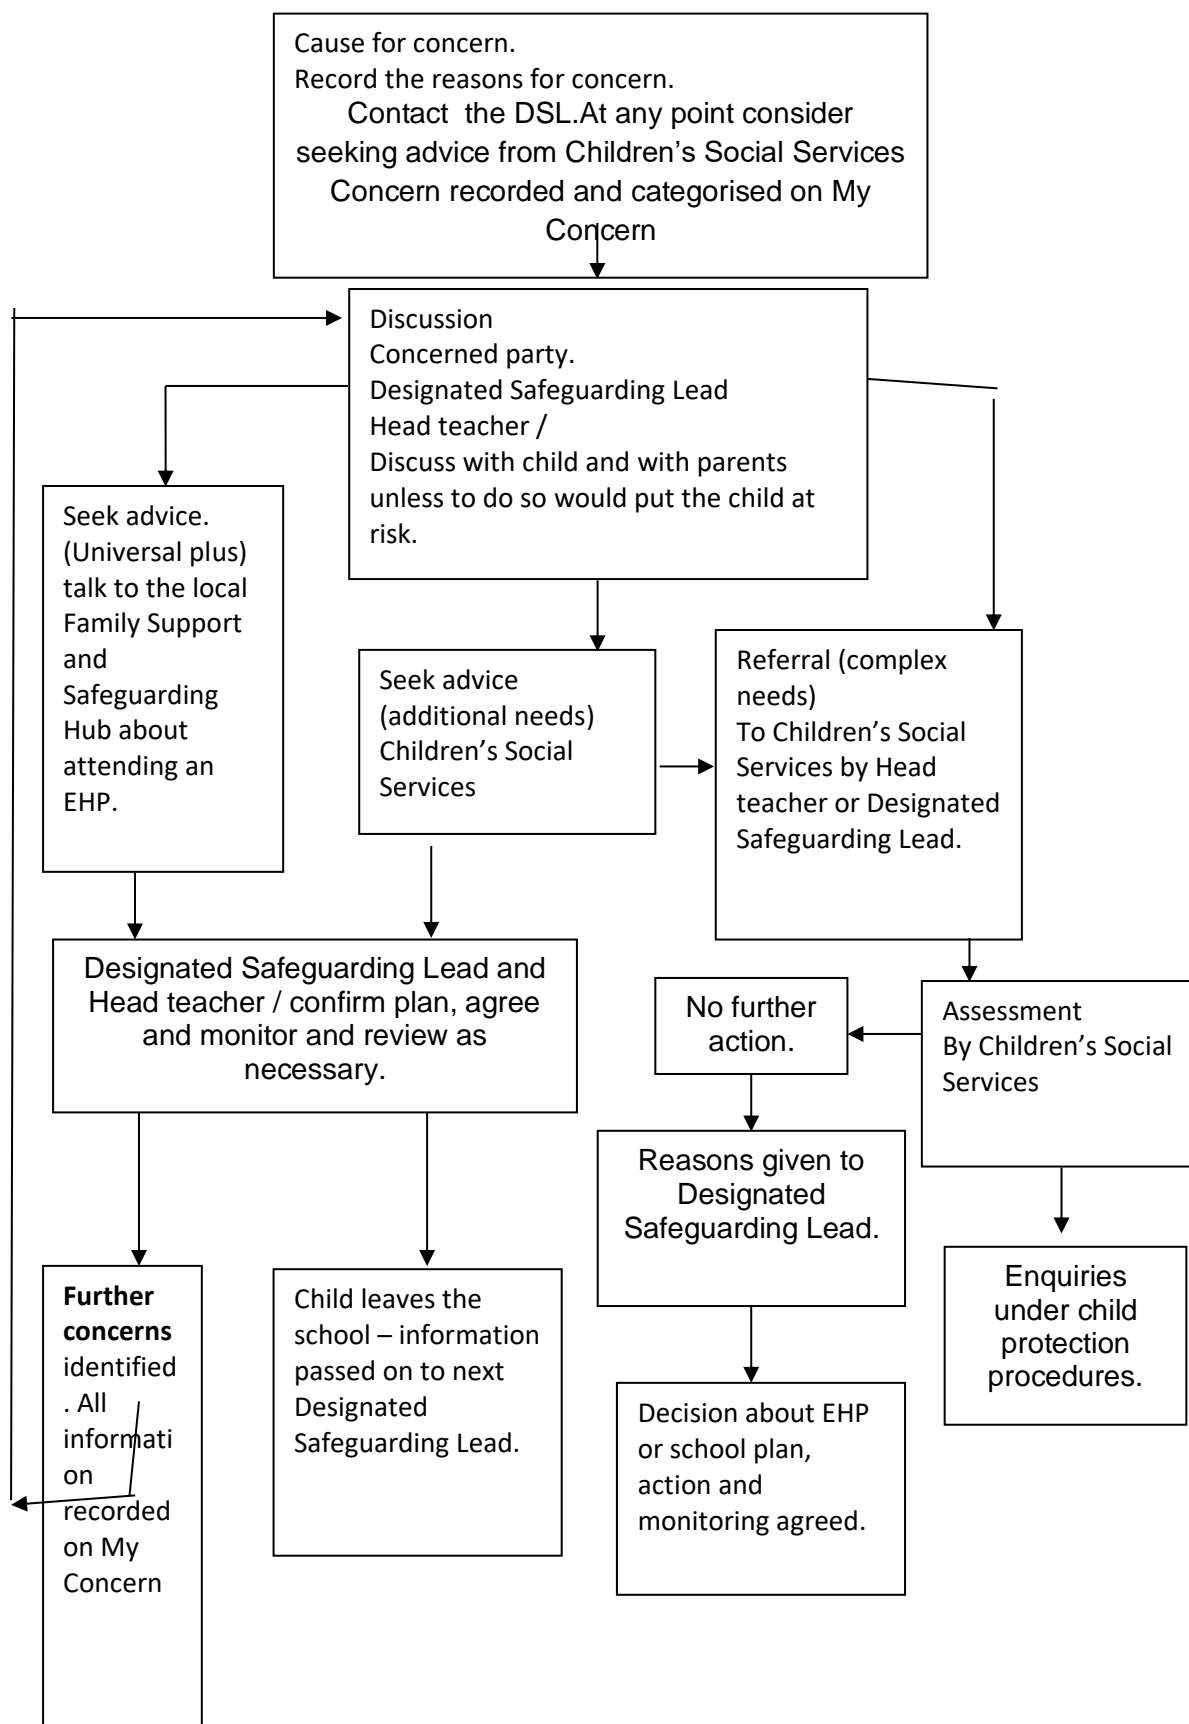 Cause for concern.
Record the reasons for concern.
Contact  the DSL.At any point consider
seeking advice from Children’s Social Services
Concern recorded and categorised on My
Concern
Discussion
Concerned party.
Designated Safeguarding Lead
Head teacher /
Discuss with child and with parents
unless to do so would put the child at
risk.
Seek advice.
(Universal plus)
talk to the local
Family Support
and
Safeguarding
Hub about
attending an
EHP.
Seek advice
(additional needs)
Children’s Social
Services
Referral (complex
needs)
To Children’s Social
Services by Head
teacher or Designated
Safeguarding Lead.
Designated Safeguarding Lead and
Head teacher / confirm plan, agree
and monitor and review as
necessary.
No further
action.
Assessment
By Children’s Social
Services
Reasons given to
Designated
Safeguarding Lead.
Enquiries
under child
protection
procedures.
Further
concerns
identified
. All
informati
on
recorded
on My
Concern
Child leaves the
school – information
passed on to next
Designated
Safeguarding Lead.
Decision about EHP
or school plan,
action and
monitoring agreed.